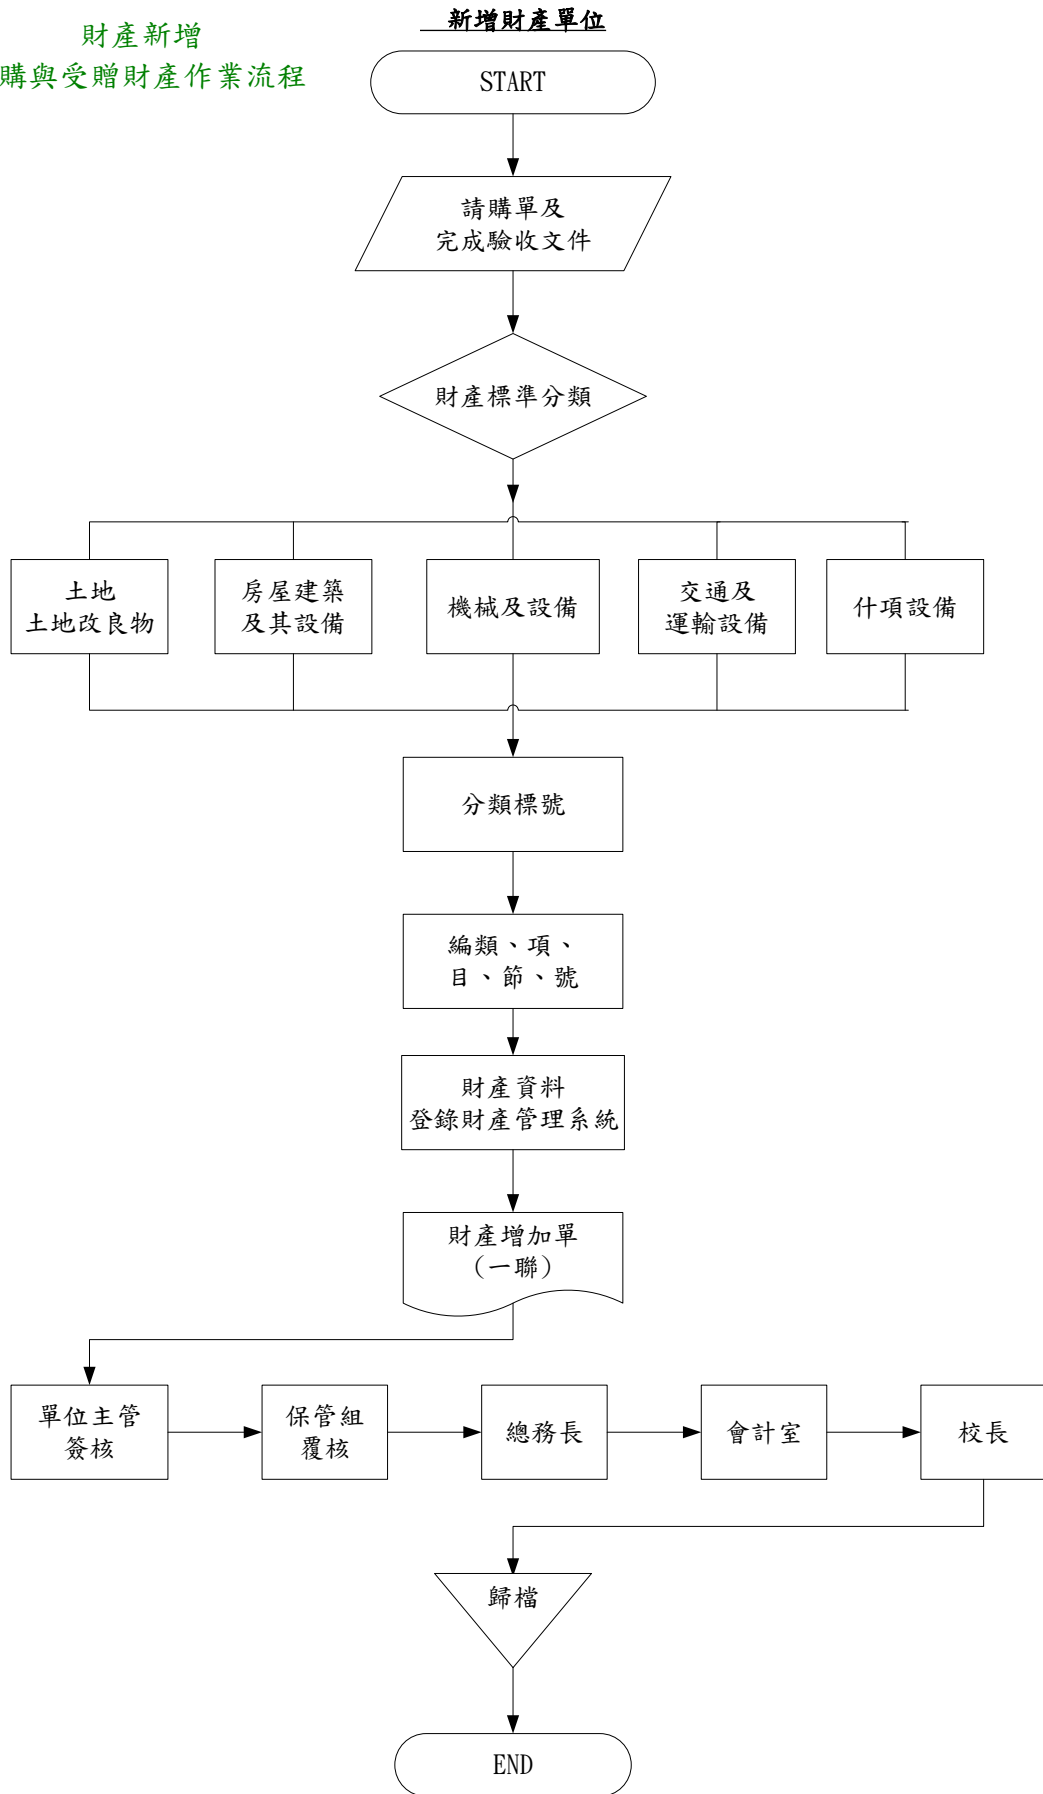 新增財產單位
財產新增
購與受贈財產作業流程
START
請購單及
完成驗收文件
財產標準分類
土地
土地改良物
房屋建築
及其設備
機械及設備
交通及
運輸設備
什項設備
分類標號
編類、項、
目、節、號
財產資料
登錄財產管理系統
財產增加單
（一聯）
單位主管
簽核
保管組
覆核
總務長
會計室
校長
歸檔
END